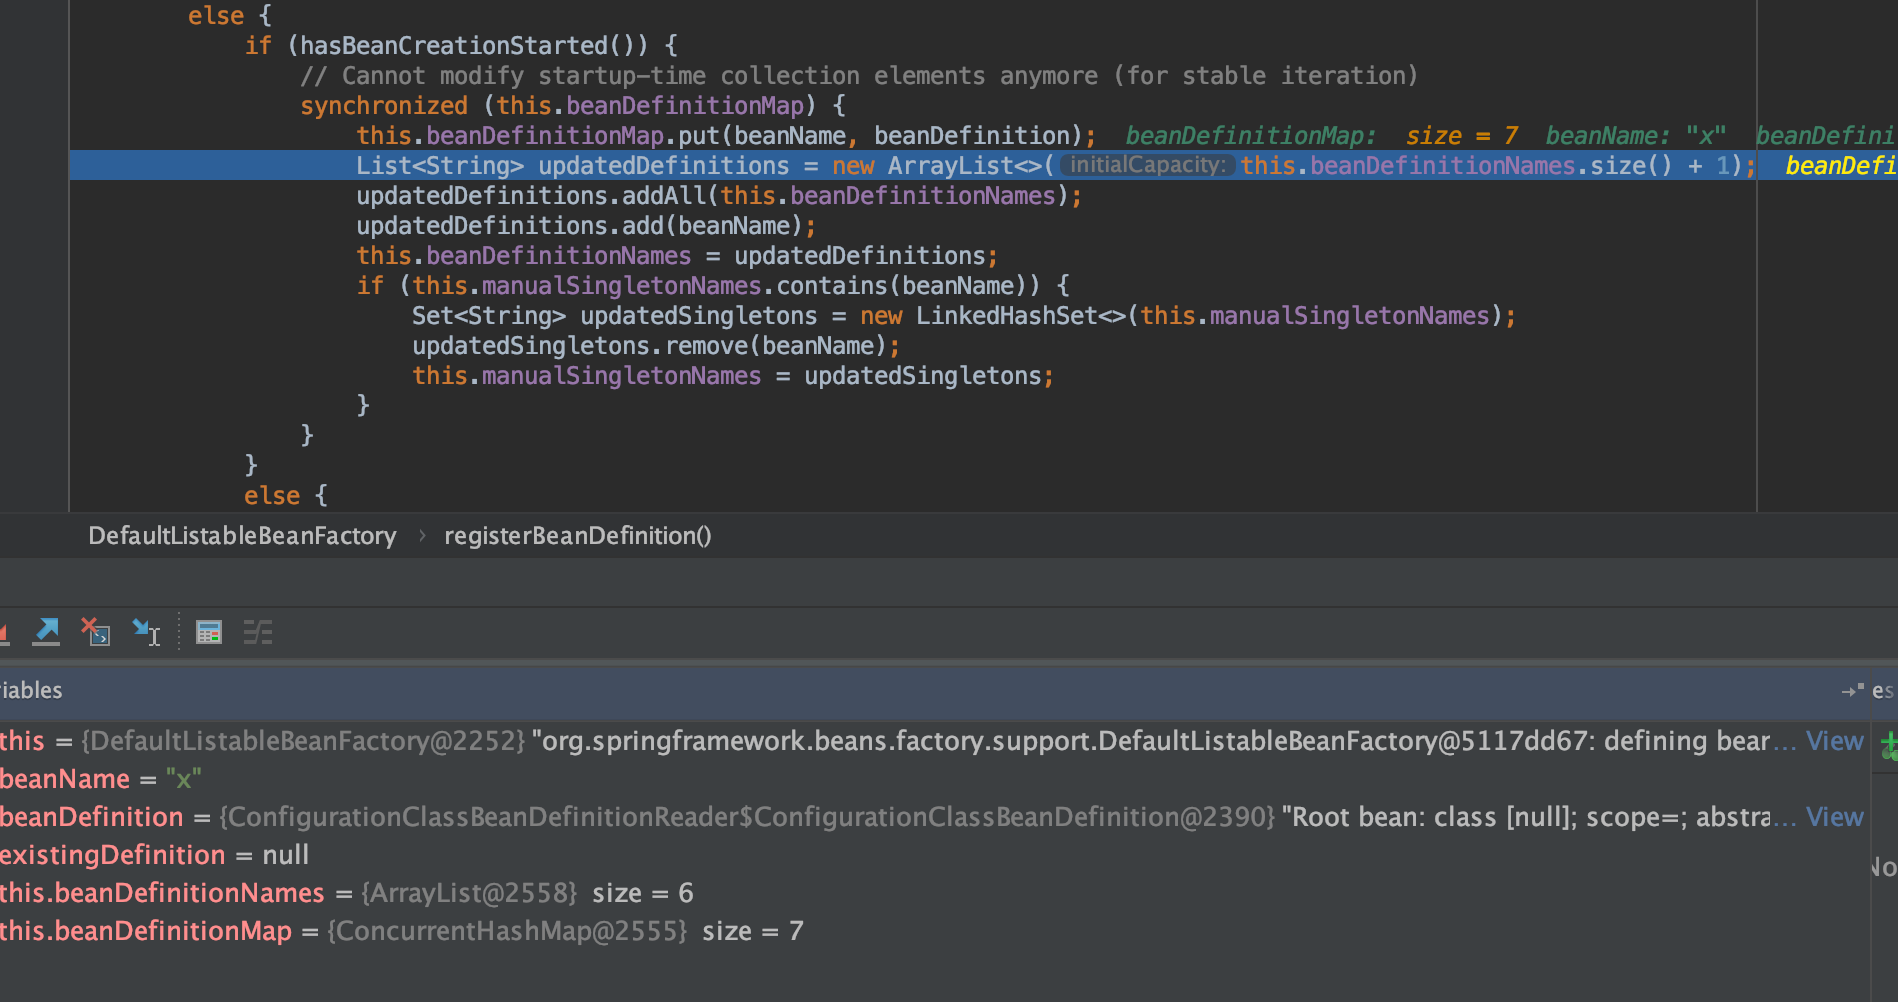 else {
if (hasBeanCreationStarted()) {
// Cannot modify startup-time collection elements anymore (for stable iteration)
synchronized (this.beanDefinitionMap) {
this.beanDefinitionMap.put(beanName, beanDefinition); beanDefinitionMap: size = 7 beanName: "x" beanDefini
List<String> updatedDefinitions = new ArrayList<>( initialCapacity: this.beanDefinitionNames.size() + 1); beanDefi
updatedDefinitions.addAll(this.beanDefinitionNames);
updatedDefinitions.add(beanName);
this.beanDefinitionNames = updatedDefinitions;
if (this.manualSingletonNames.contains(beanName)) {
Set<String> updatedSingletons = new LinkedHashSet<>(this.manualSingletonNames);
updatedSingletons.remove(beanName);
this.manualSingletonNames = updatedSingletons;
}
}
}
else {
DefaultListableBeanFactory › registerBeanDefinition()
iables es
this = {DefaultListableBeanFactory@2252} "org.springframework.beans.factory.support.DefaultListableBeanFactory@5117dd67: defining bear... View
beanName = "x"
beanDefinition = {ConfigurationClassBeanDefinitionReader$ConfigurationClassBeanDefinition@2390} "Root bean: class [null]; scope=; abstra... View
existingDefinition = null
No
this.beanDefinitionNames = {ArrayList@2558} size = 6
this.beanDefinitionMap = {ConcurrentHashMap@2555} size = 7